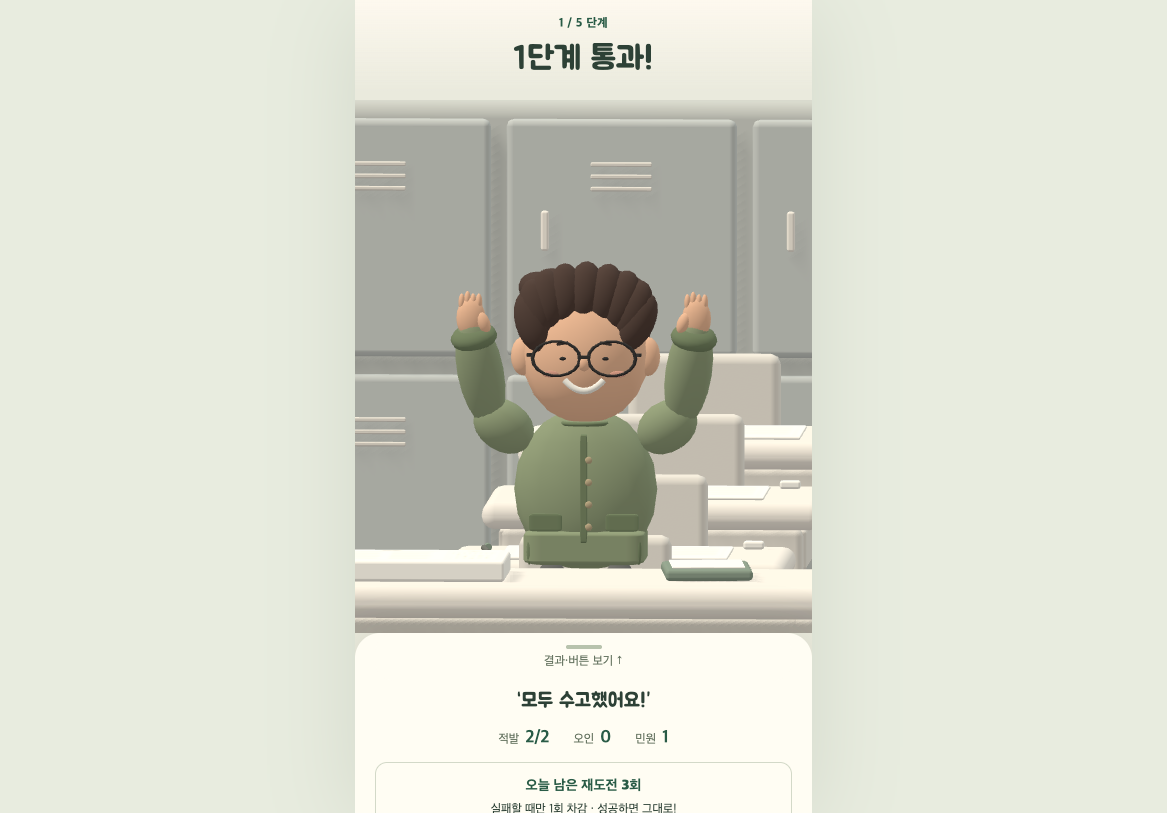 1 / 5 단계
1단계 통과!
결과·버튼 보기 ↑
‘모두 수고했어요!’
적발 2/2 오인 0 민원 1
오늘 남은 재도전 3회
실패할 때만 1회 차감 · 성공하면 그대로!